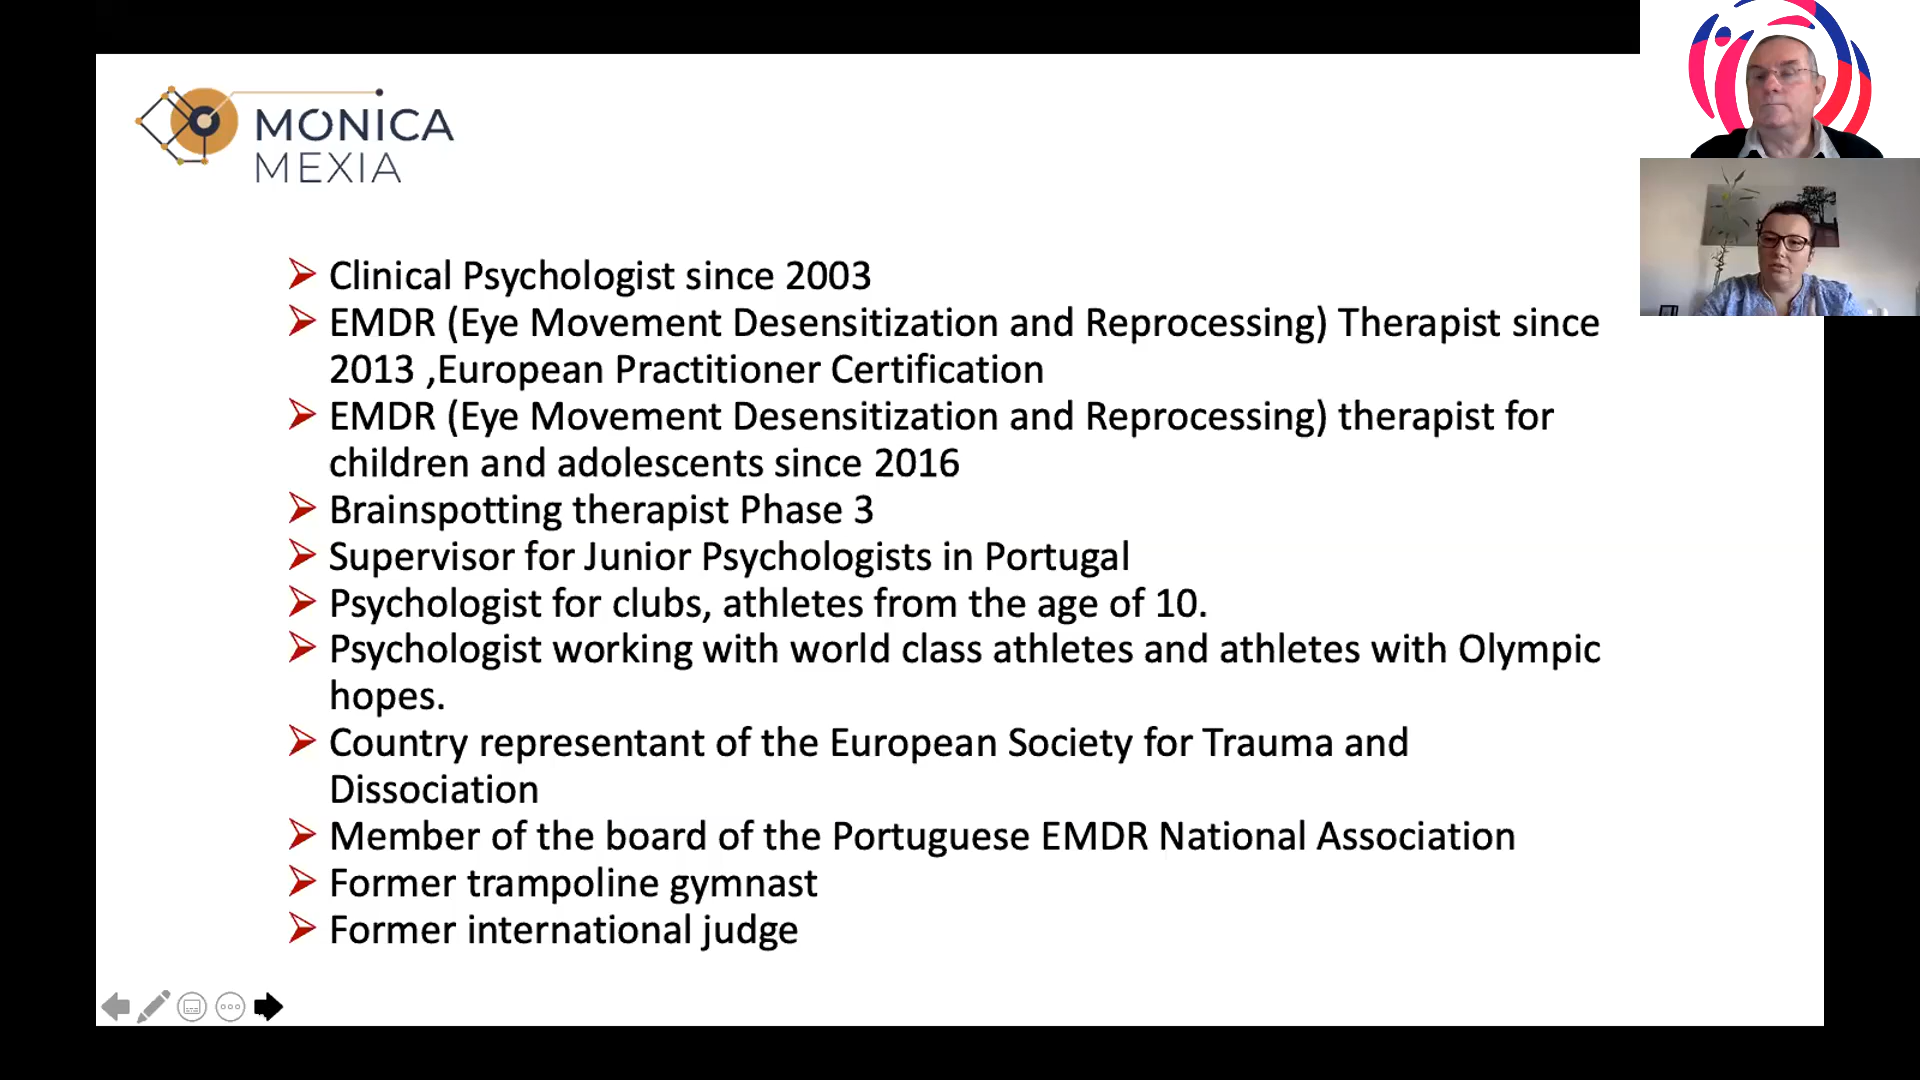 MONICA
MEXIA
Clinical Psychologist since 2003
EMDR (Eye Movement Desensitization and Reprocessing) Therapist since
2013 ,European Practitioner Certification
EMDR (Eye Movement Desensitization and Reprocessing) therapist for
children and adolescents since 2016
Brainspotting therapist Phase 3
Supervisor for Junior Psychologists in Portugal
Psychologist for clubs, athletes from the age of 10.
Psychologist working with world class athletes and athletes with Olympic
hopes.
Country representant of the European Society for Trauma and
Dissociation
Member of the board of the Portuguese EMDR National Association
Former trampoline gymnast
Former international judge